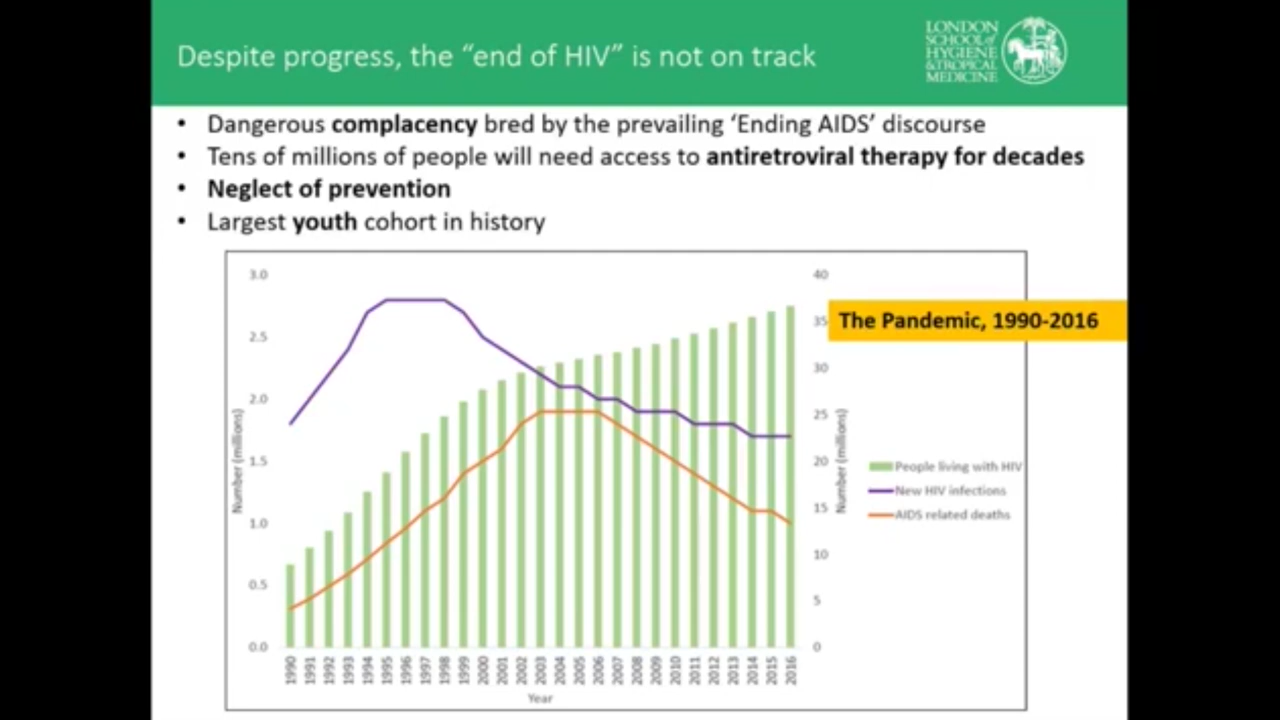 Despite progress, the “end of HIV” is not on track
LONDON
SCHOOL of
HYGIENE
& TROPICAL
MEDICINE
• Dangerous complacency bred by the prevailing ‘Ending AIDS’ discourse
• Tens of millions of people will need access to antiretroviral therapy for decades
• Neglect of prevention
• Largest youth cohort in history
The Pandemic, 1990-2016
3.0
2.5
2.0
1.5
1.0
0.5
0.0
Number (millions)
40
35
30
25
20
15
10
5
0
Number (millions)
People living with HIV
New HIV infections
AIDS related deaths
1990 1991 1992 1993 1994 1995 1996 1997 1998 1999 2000 2001 2002 2003 2004 2005 2006 2007 2008 2009 2010 2011 2012 2013 2014 2015 2016
Year